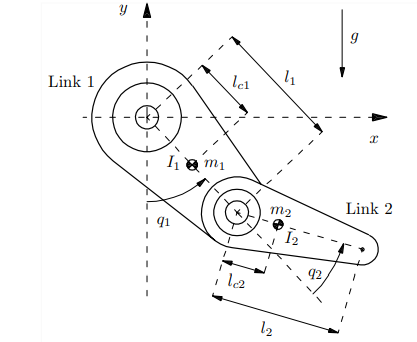 y
g
Link 1
l_{c1}
l_1
x
I_1 m_1
m_2
Link 2
q_1
I_2
q_2
l_{c2}
l_2